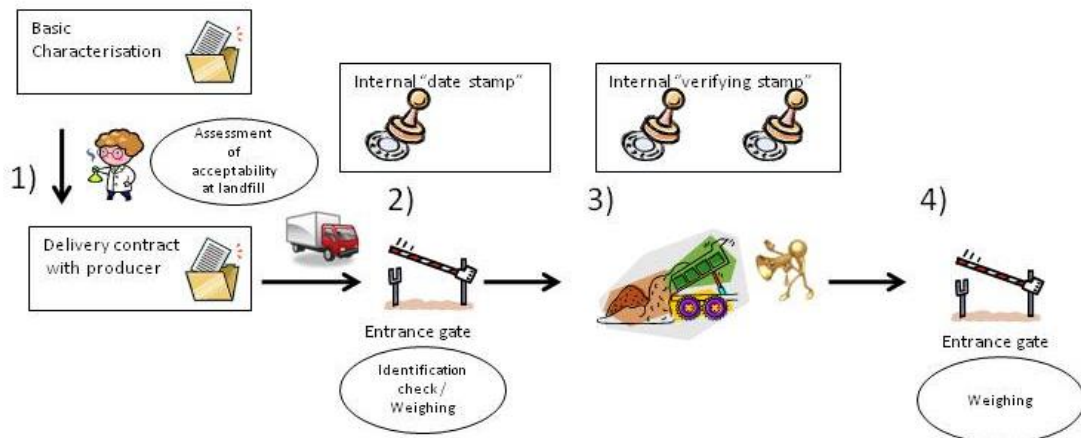 Basic
Characterisation
Internal "date stamp"
Internal "verifying stamp"
Assessment
of
acceptability
at landfill
1)
2)
3)
4)
Delivery contract
with producer
Entrance gate
Entrance gate
Identification
check /
Weighing
Weighing